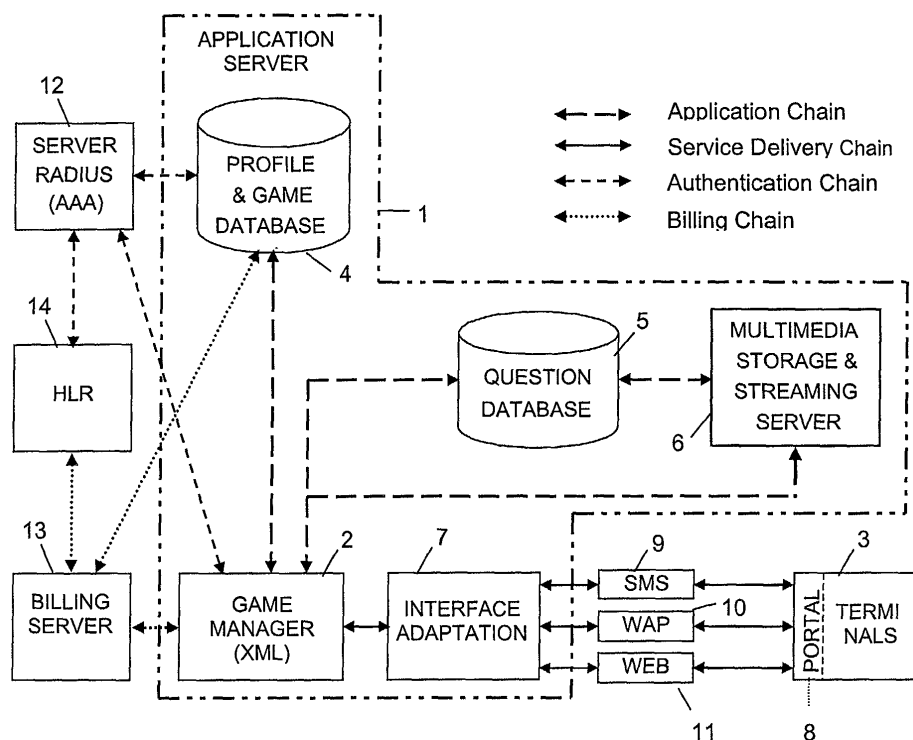 APPLICATION
SERVER
12
SERVER
RADIUS
(AAA)
PROFILE
& GAME
DATABASE
4
1
Application Chain
Service Delivery Chain
Authentication Chain
Billing Chain
14
HLR
5
QUESTION
DATABASE
MULTIMEDIA
STORAGE &
STREAMING
SERVER
6
13
BILLING
SERVER
2
GAME
MANAGER
(XML)
7
INTERFACE
ADAPTATION
9
SMS
10
WAP
WEB
11
3
PORTAL
TERMI
NALS
8